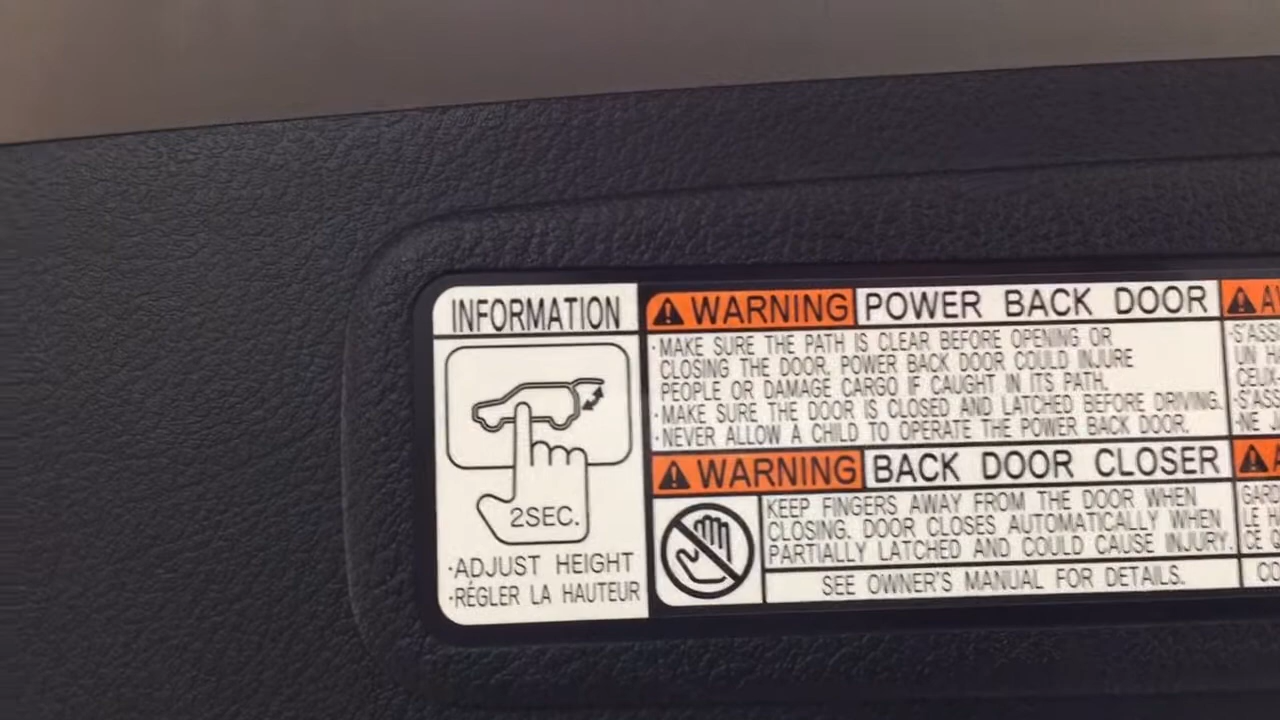 INFORMATION
2SEC.
·ADJUST HEIGHT
·RÉGLER LA HAUTEUR
WARNING POWER BACK DOOR
·MAKE SURE THE PATH IS CLEAR BEFORE OPENING OR
CLOSING THE DOOR. POWER BACK DOOR COULD INJURE
PEOPLE OR DAMAGE CARGO IF CAUGHT IN ITS PATH.
·MAKE SURE THE DOOR IS CLOSED AND LATCHED BEFORE DRIVING.
·NEVER ALLOW A CHILD TO OPERATE THE POWER BACK DOOR.
WARNING BACK DOOR CLOSER
KEEP FINGERS AWAY FROM THE DOOR WHEN
CLOSING. DOOR CLOSES AUTOMATICALLY WHEN
PARTIALLY LATCHED AND COULD CAUSE INJURY.
SEE OWNER'S MANUAL FOR DETAILS.
UN
LE
CE